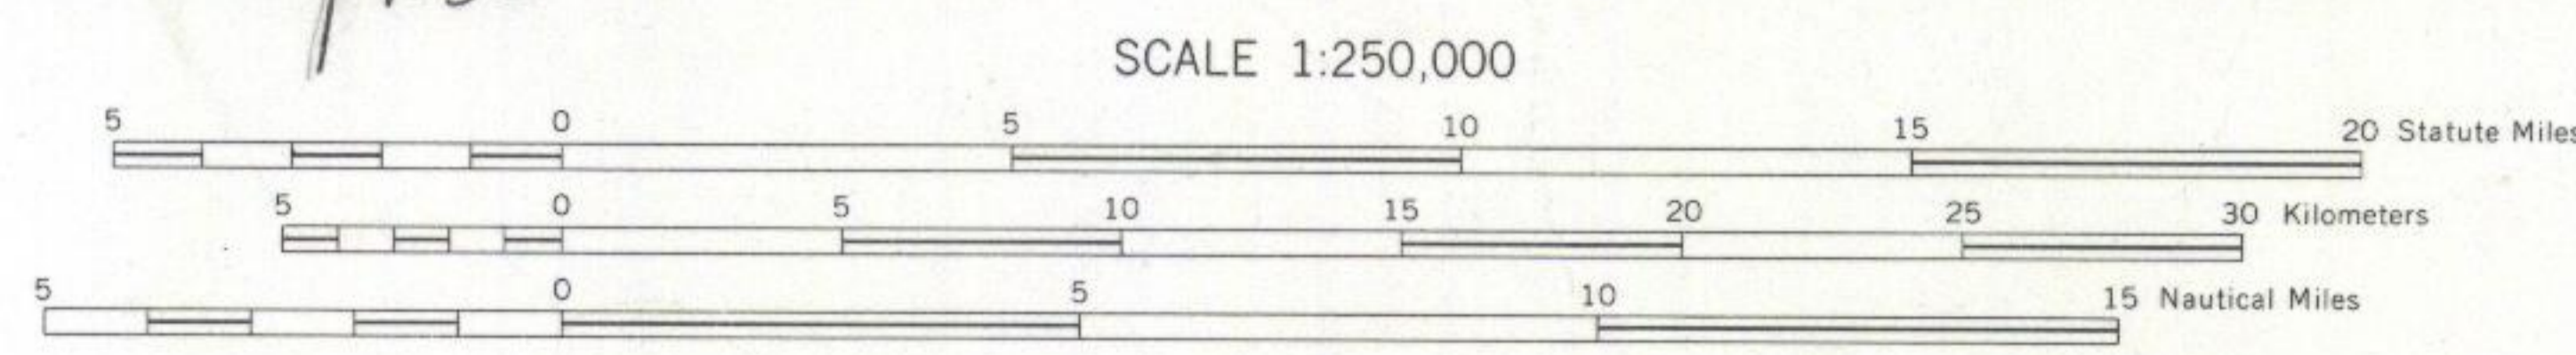 SCALE 1:250,000
5 0 5 10 15 20 Statute Miles
5 0 5 10 15 20 25 30 Kilometers
5 0 5 10 15 Nautical Miles